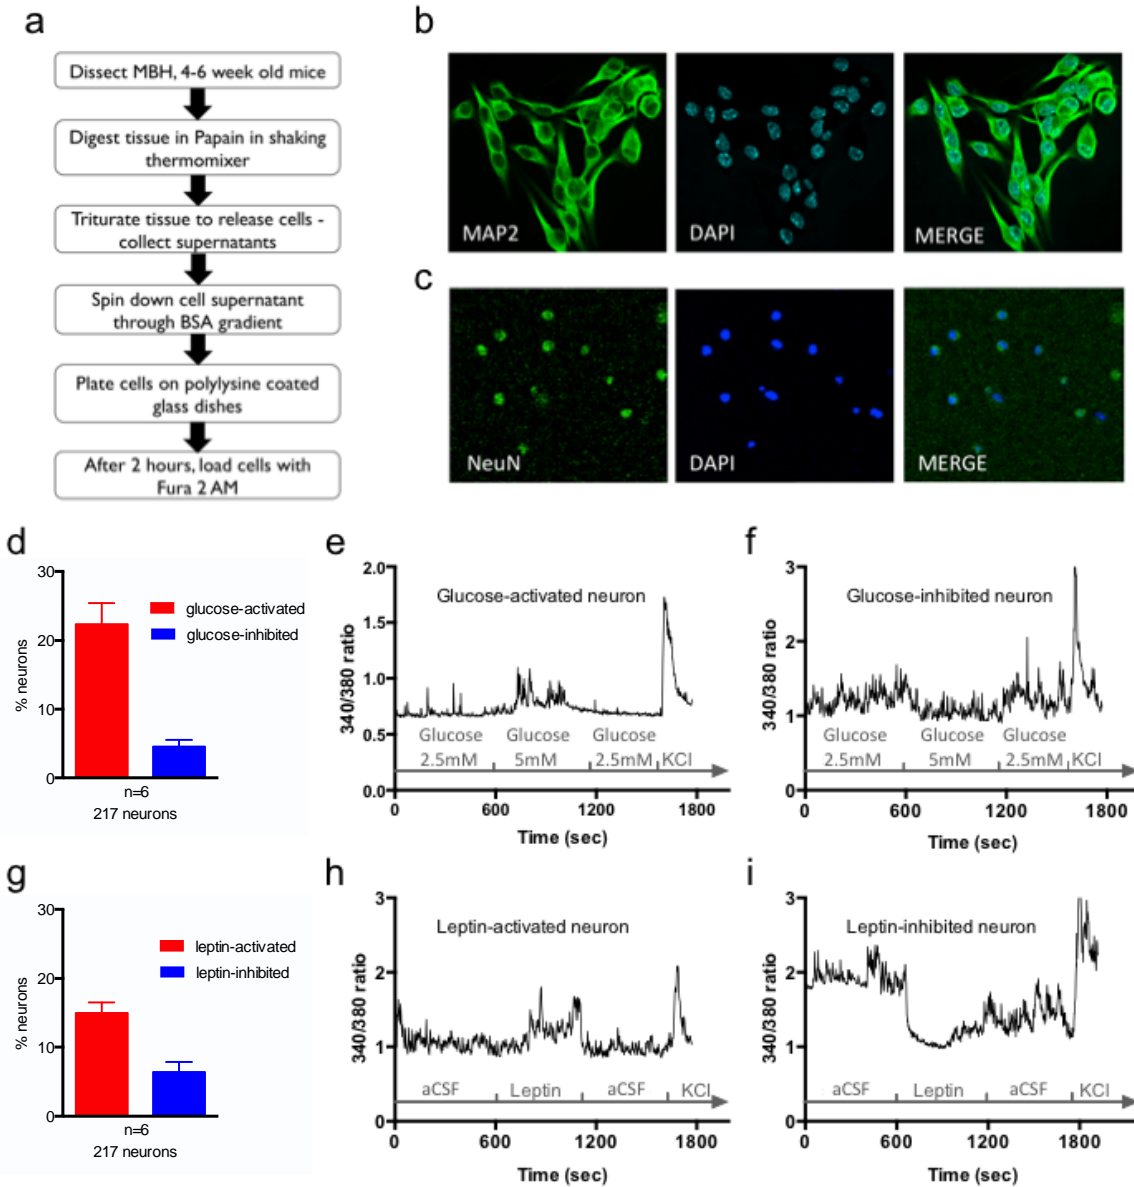 a
Dissect MBH, 4-6 week old mice
Digest tissue in Papain in shaking
thermomixer
Triturate tissue to release cells -
collect supernatants
Spin down cell supernatant
through BSA gradient
Plate cells on polylysine coated
glass dishes
After 2 hours, load cells with
Fura 2 AM
b
MAP2
DAPI
MERGE
c
NeuN
DAPI
MERGE
d
30
20
10
0
% neurons
glucose-activated
glucose-inhibited
n=6
217 neurons
e
2.0
1.5
1.0
0.5
0.0
340/380 ratio
Glucose-activated neuron
Glucose
2.5mM
Glucose
5mM
Glucose
2.5mM
KCl
0
600
1200
1800
Time (sec)
f
3
2
1
0
340/380 ratio
Glucose-inhibited neuron
Glucose
2.5mM
Glucose
5mM
Glucose
2.5mM
KCl
0
600
1200
1800
Time (sec)
g
30
20
10
0
% neurons
leptin-activated
leptin-inhibited
n=6
217 neurons
h
3
2
1
0
340/380 ratio
Leptin-activated neuron
aCSF
Leptin
aCSF
KCl
0
600
1200
1800
Time (sec)
i
3
2
1
0
340/380 ratio
Leptin-inhibited neuron
aCSF
Leptin
aCSF
KCl
0
600
1200
1800
Time (sec)